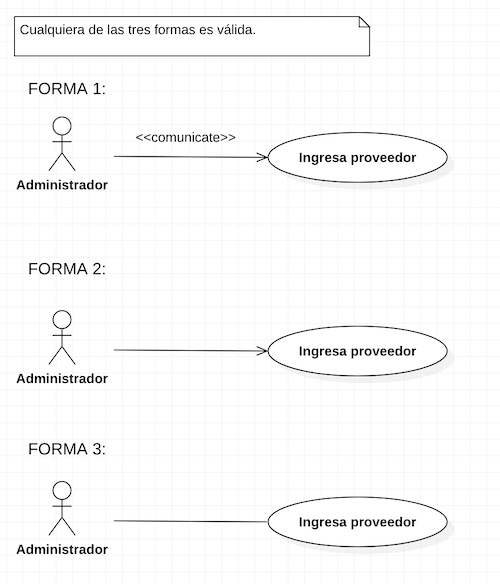 Cualquiera de las tres formas es válida.
FORMA 1:
<<comunicate>>
Ingresa proveedor
Administrador
FORMA 2:
Ingresa proveedor
Administrador
FORMA 3:
Ingresa proveedor
Administrador